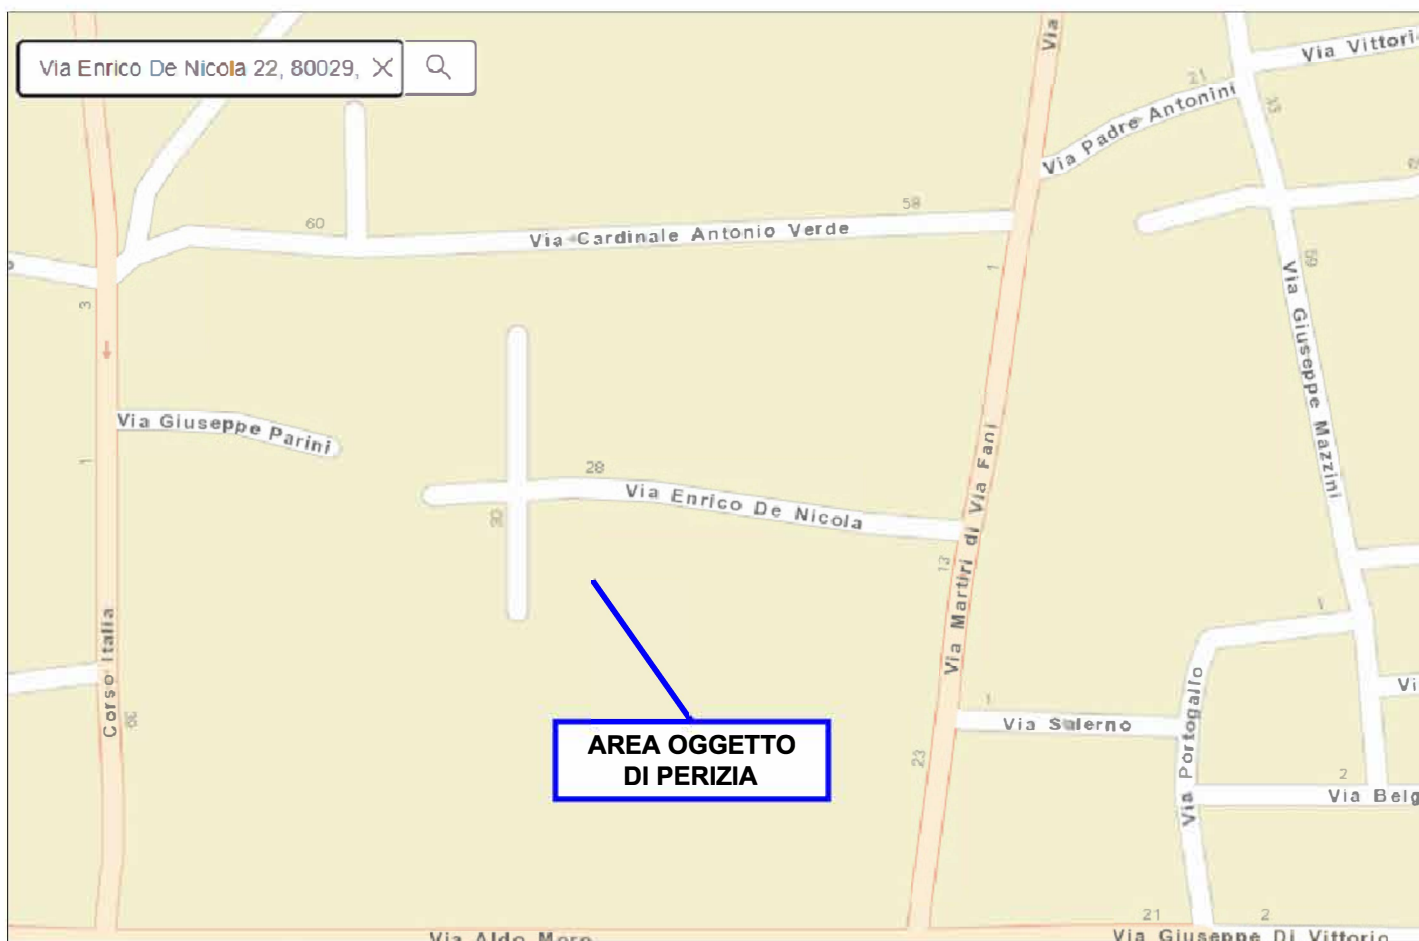 Via Enrico De Nicola 22, 80029,
Via
Via Vittori
21
Via Padre Antonini
33
60
58
Via Cardinale Antonio Verde
3
1
69
Via Giuseppe Mazzini
Via Giuseppe Parini
1
28
Via Enrico De Nicola
30
Via Martiri di Via Fani
13
1
Corso Italia
39
AREA OGGETTO
DI PERIZIA
1
Via Salerno
Via Portogallo
Vi
23
2
Via Belg
21
2
Via Aldo Moro
Via Giuseppe Di Vittorio